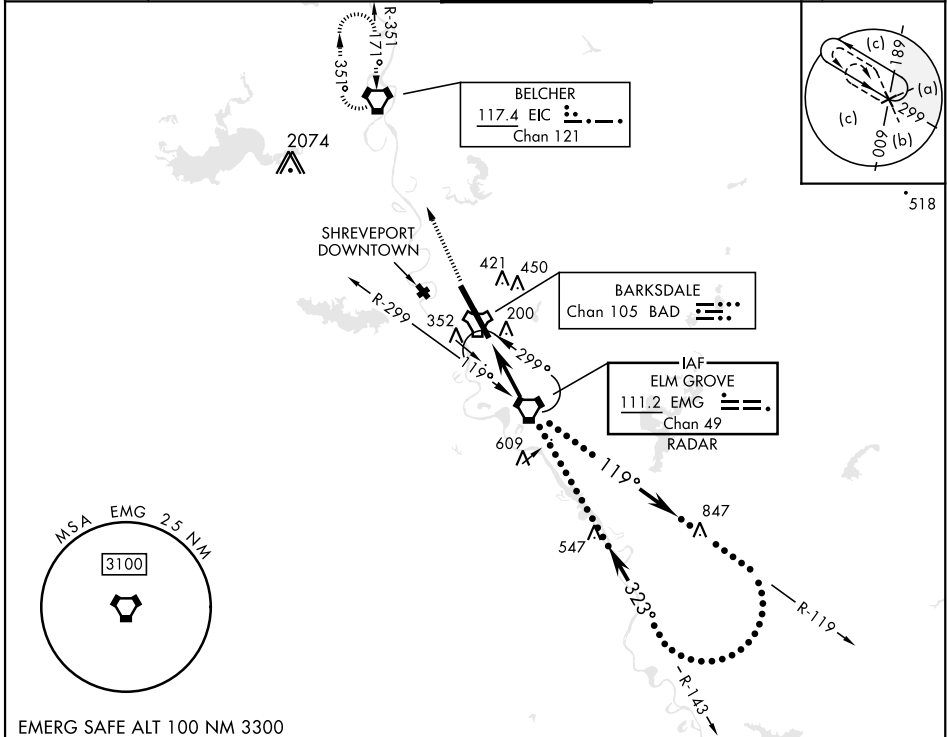 R-351
171°
351°
BELCHER
117.4 EIC
Chan 121
(c)
189
(a)
299
(c)
(b)
009
518
2074
SHREVEPORT
DOWNTOWN
421
450
BARKSDALE
Chan 105 BAD
R-299
352
200
299°
119°
IAF
ELM GROVE
111.2 EMG
Chan 49
RADAR
609
119°
847
547
MSA EMG 25 NM
3100
323°
R-119
R-143
EMERG SAFE ALT 100 NM 3300